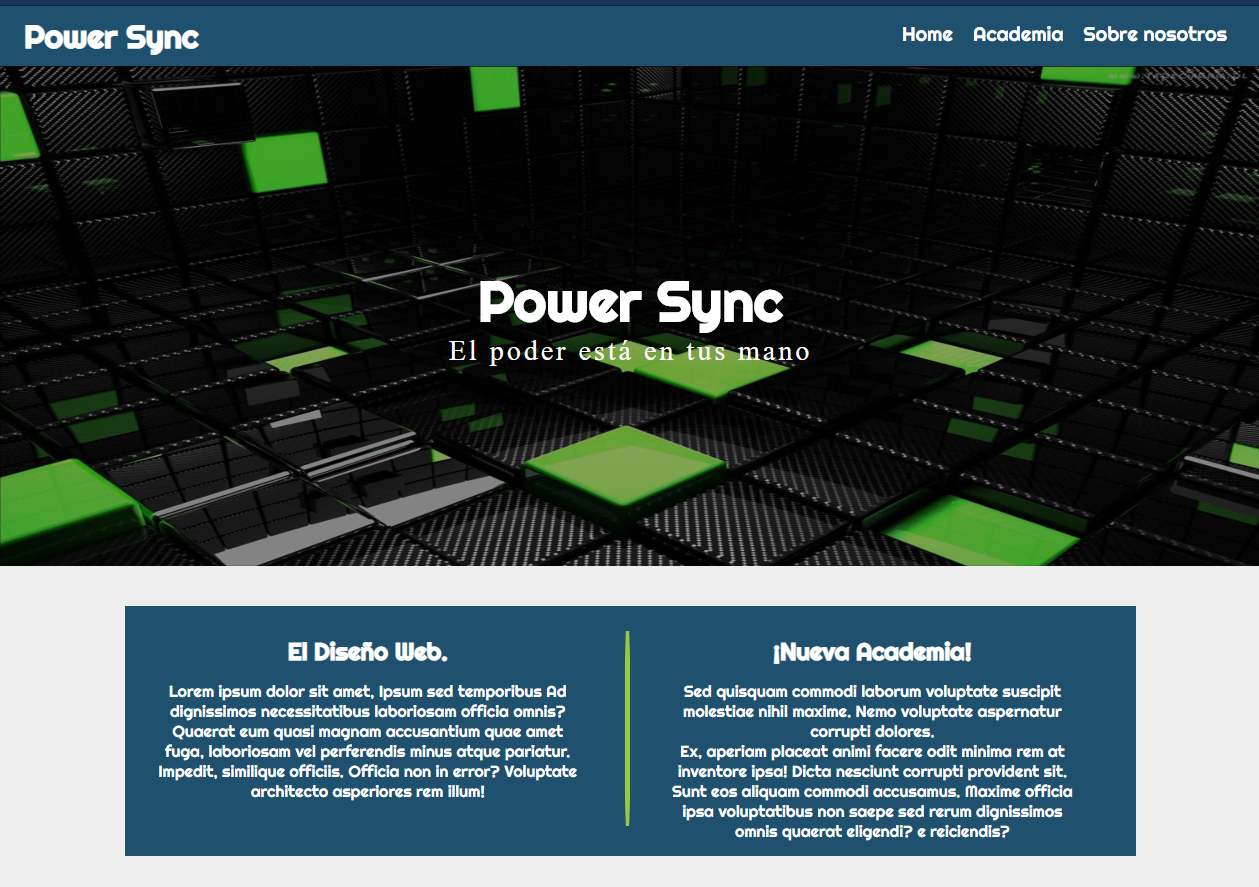 Power Sync
Home Academia Sobre nosotros
Power Sync
El poder está en tus mano
El Diseño Web.
Lorem ipsum dolor sit amet, Ipsum sed temporibus Ad
dignissimos necessitatibus laboriosam officia omnis?
Quaerat eum quasi magnam accusantium quae amet
fuga, laboriosam vel perferendis minus atque pariatur.
Impedit, similique officiis. Officia non in error? Voluptate
architecto asperiores rem illum!
¡Nueva Academia!
Sed quisquam commodi laborum voluptate suscipit
molestiae nihil maxime. Nemo voluptate aspernatur
corrupti dolores.
Ex, aperiam placeat animi facere odit minima rem at
inventore ipsa! Dicta nesciunt corrupti provident sit.
Sunt eos aliquam commodi accusamus. Maxime officia
ipsa voluptatibus non saepe sed rerum dignissimos
omnis quaerat eligendi? e reiciendis?